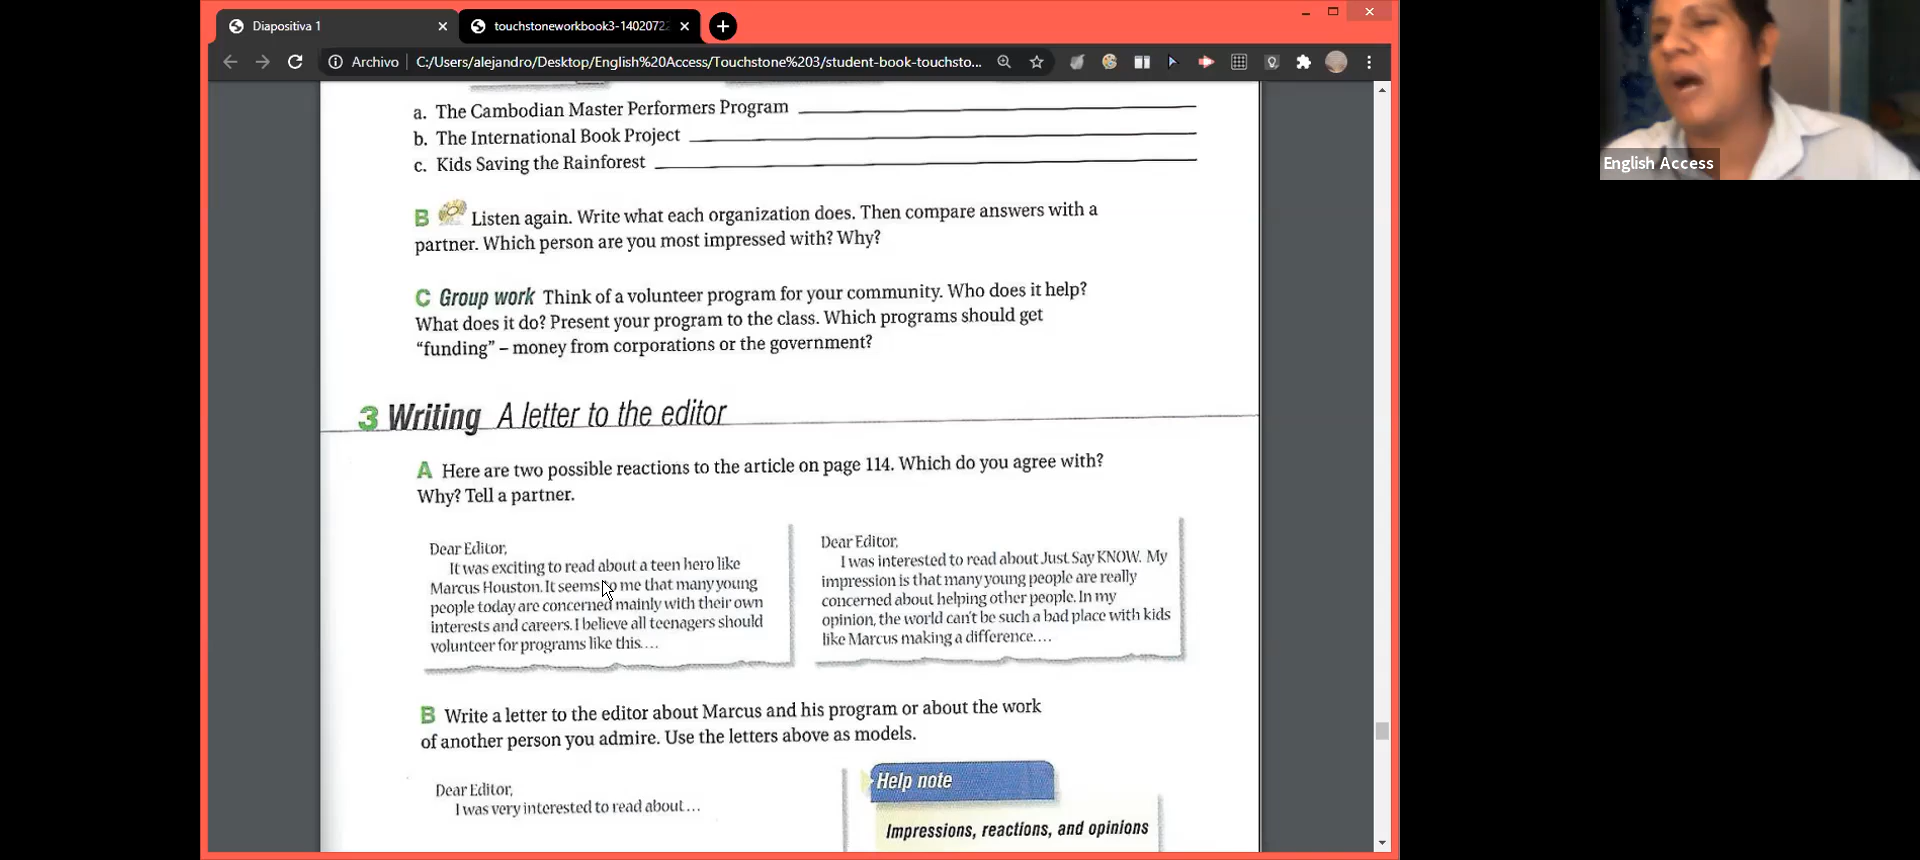 Diapositiva 1
touchstoneworkbook3-1402072
Archivo
C:/Users/alejandro/Desktop/English%20Access/Touchstone%203/student-book-touchsto...
English Access
a. The Cambodian Master Performers Program
b. The International Book Project
c. Kids Saving the Rainforest
B Listen again. Write what each organization does. Then compare answers with a
partner. Which person are you most impressed with? Why?
C Group work Think of a volunteer program for your community. Who does it help?
What does it do? Present your program to the class. Which programs should get
“funding” – money from corporations or the government?
3 Writing A letter to the editor
A Here are two possible reactions to the article on page 114. Which do you agree with?
Why? Tell a partner.
Dear Editor,
It was exciting to read about a teen hero like
Marcus Houston. It seems to me that many young
people today are concerned mainly with their own
interests and careers. I believe all teenagers should
volunteer for programs like this....
Dear Editor,
I was interested to read about Just Say KNOW. My
impression is that many young people are really
concerned about helping other people. In my
opinion, the world can't be such a bad place with kids
like Marcus making a difference....
B Write a letter to the editor about Marcus and his program or about the work
of another person you admire. Use the letters above as models.
Dear Editor,
I was very interested to read about...
Help note
Impressions, reactions, and opinions